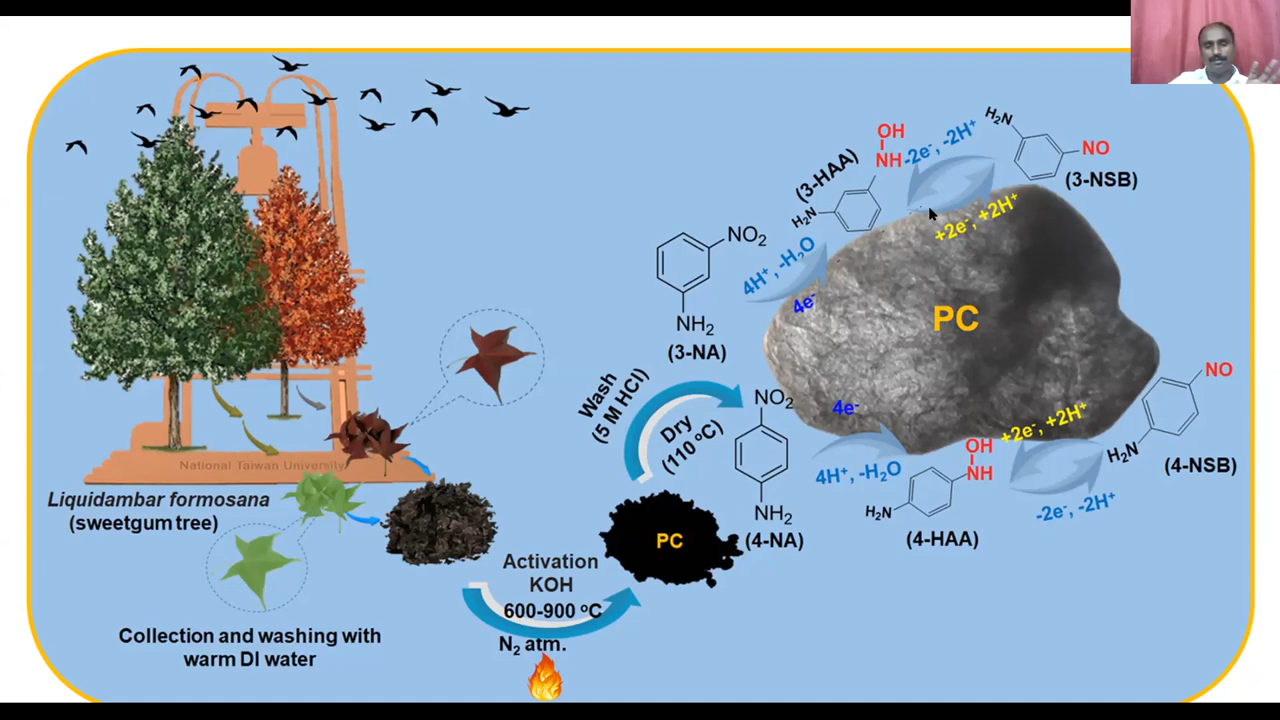 National Taiwan University
Liquidambar formosana
(sweetgum tree)
Collection and washing with
warm DI water
Activation
KOH
600-900 ºC
N₂ atm.
PC
Wash
(5 M HCl)
Dry
(110 ºC)
NO₂
NH₂
(3-NA)
NO₂
NH₂
(4-NA)
4H⁺, -H₂O
4e⁻
(3-HAA)
OH
NH
H₂N
-2e⁻, -2H⁺
+2e⁻, +2H⁺
H₂N
NO
(3-NSB)
PC
4e⁻
4H⁺, -H₂O
OH
NH
H₂N
(4-HAA)
+2e⁻, +2H⁺
-2e⁻, -2H⁺
NO
H₂N
(4-NSB)